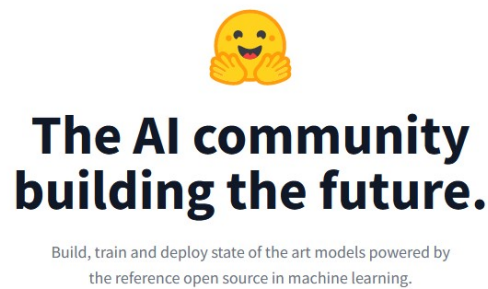 The AI community
building the future.
Build, train and deploy state of the art models powered by
the reference open source in machine learning.